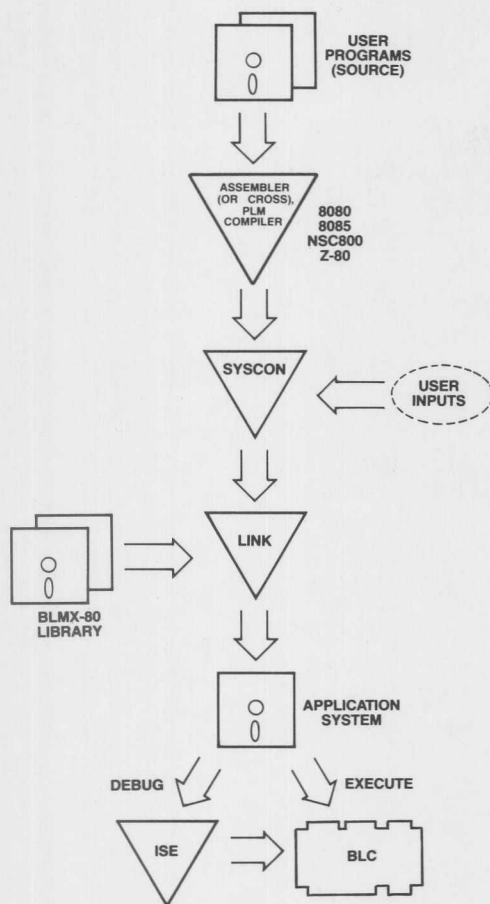 USER
PROGRAMS
(SOURCE)
ASSEMBLER
(OR CROSS),
PLM
COMPILER
8080
8085
NSC800
Z-80
SYSCON
USER
INPUTS
LINK
BLMX-80
LIBRARY
APPLICATION
SYSTEM
DEBUG
EXECUTE
ISE
BLC